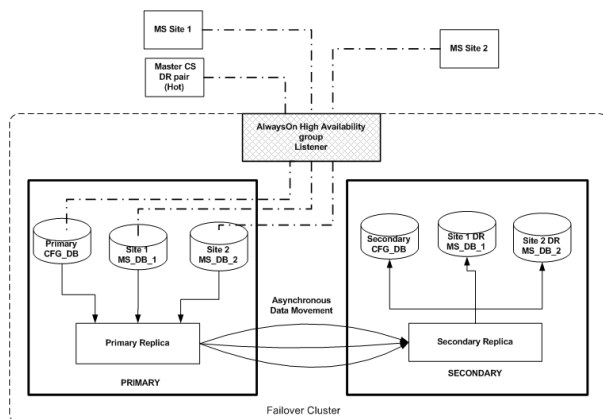 MS Site 1
MS Site 2
Master CS
DR pair
(Hot)
AlwaysOn High Availability
group
Listener
Primary
CFG_DB
Site 1
MS_DB_1
Site 2
MS_DB_2
Secondary
CFG_DB
Site 1 DR
MS_DB_1
Site 2 DR
MS_DB_2
Asynchronous
Data Movement
Primary Replica
Secondary Replica
PRIMARY
SECONDARY
Failover Cluster